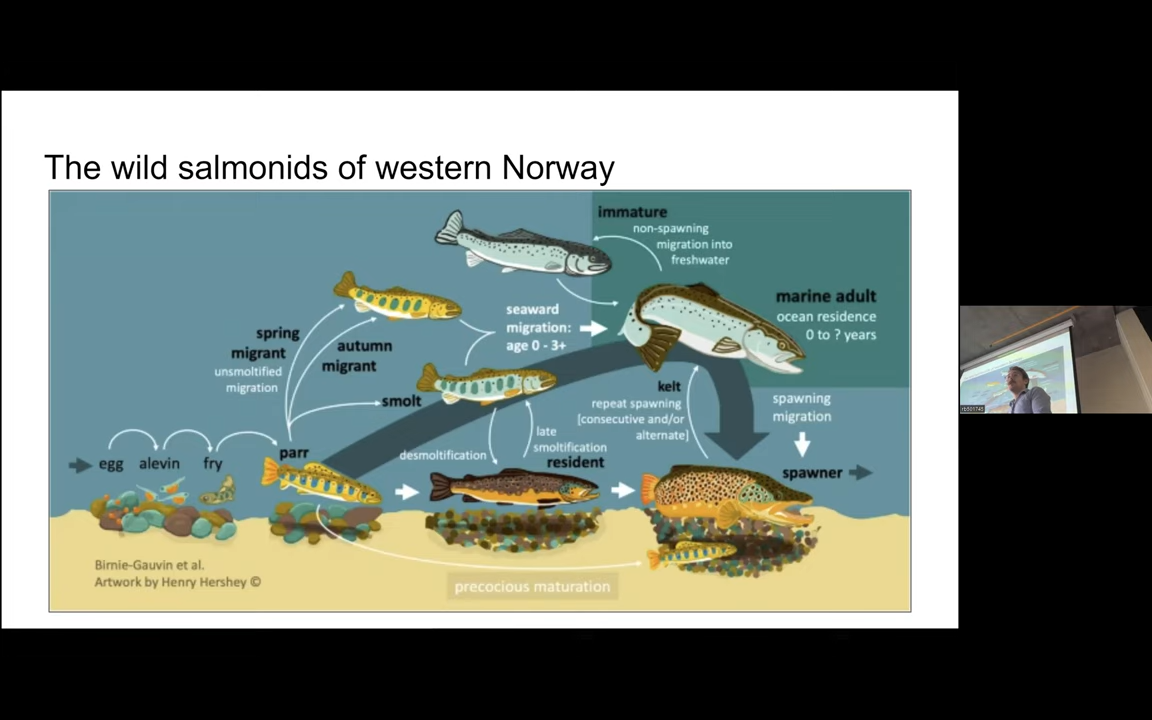 The wild salmonids of western Norway
immature
non-spawning
migration into
freshwater
marine adult
ocean residence
0 to ? years
seaward
migration:
age 0 - 3+
spring
migrant
unsmoltified
migration
autumn
migrant
smolt
kelt
repeat spawning
[consecutive and/or
alternate]
spawning
migration
late
smoltification
desmoltification
resident
egg
alevin
fry
parr
spawner
Birnie-Gauvin et al.
Artwork by Henry Hershey ©
precocious maturation